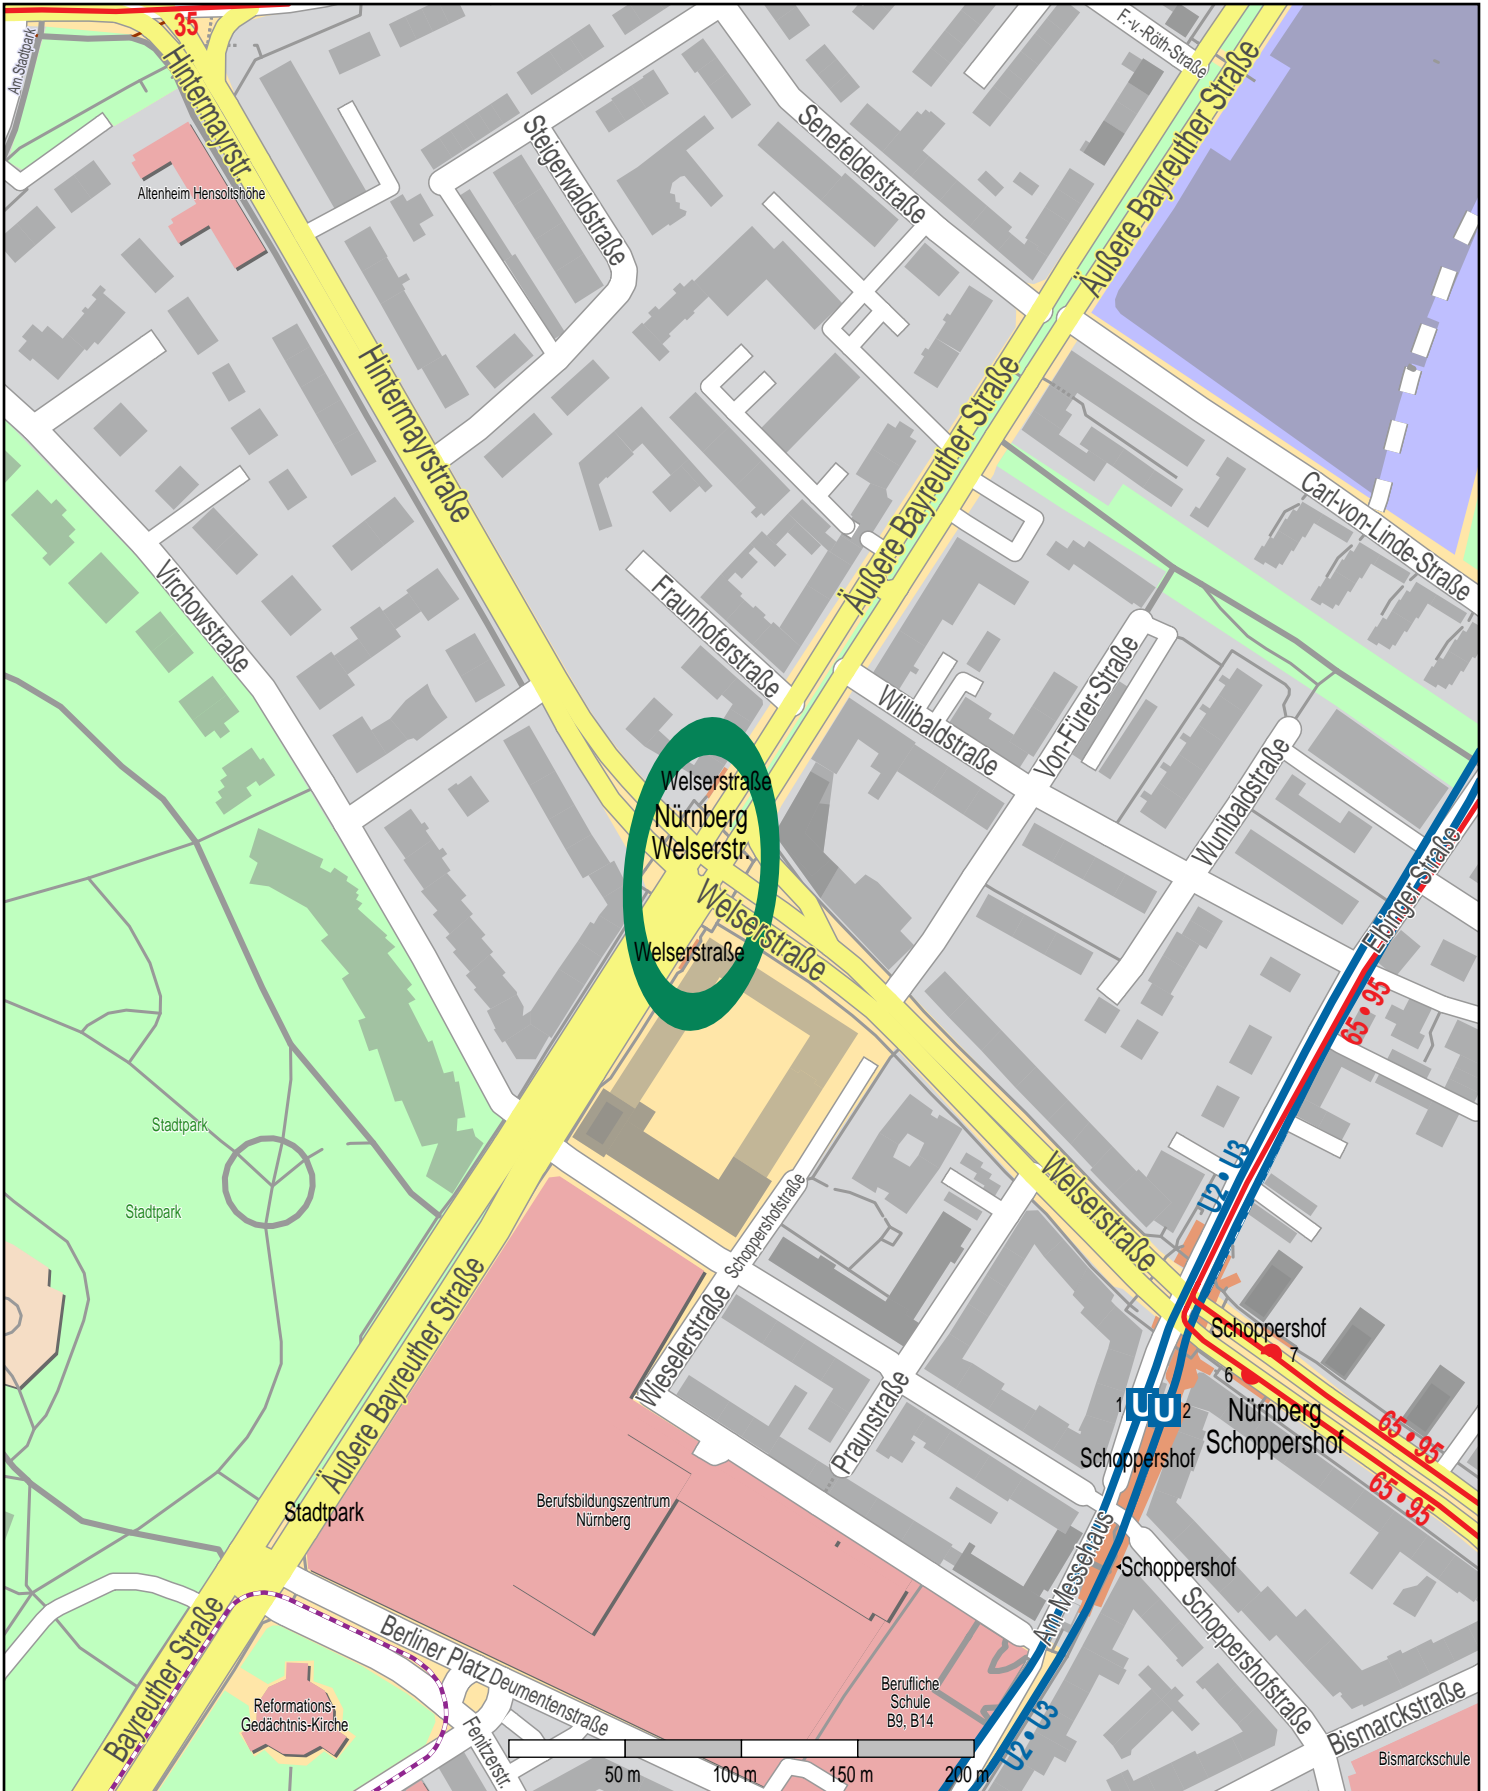 35
Am Stadtpark
Hintermayrstr.
Altenheim Hensoltshöhe
F.-v.-Röth-Straße
Äußere Bayreuther Straße
Senefelderstraße
Steigerwaldstraße
Hintermayrstraße
Äußere Bayreuther Straße
Carl-von-Linde-Straße
Virchowstraße
Fraunhoferstraße
Willibaldstraße
Von-Fürer-Straße
Wunibaldstraße
Elbinger Straße
Welserstraße
Nürnberg
Welserstr.
Welserstraße
Welserstraße
65 • 95
Stadtpark
Stadtpark
U2 • U3
Welserstraße
Schoppershofstraße
Wieselerstraße
Äußere Bayreuther Straße
Praunstraße
Schoppershof
7
6
1
U
U
2
Nürnberg
Schoppershof
Schoppershof
65 • 95
65 • 95
Stadtpark
Berufsbildungszentrum
Nürnberg
Am Messehaus
Schoppershof
Schoppershofstraße
Bayreuther Straße
Berliner Platz
Deumentenstraße
Fenitzerstr.
Reformations-
Gedächtnis-Kirche
Berufliche
Schule
B9, B14
U2 • U3
Bismarckstraße
Bismarckschule
50 m
100 m
150 m
200 m